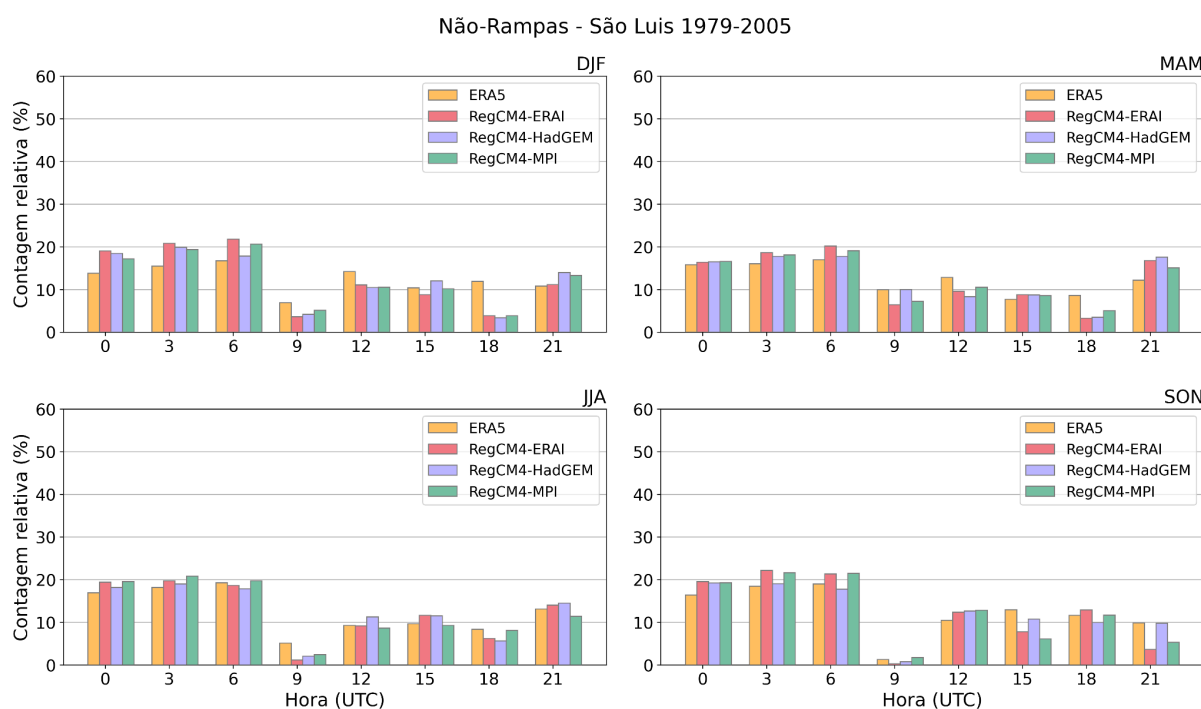 Não-Rampas - São Luis 1979-2005
DJF
Contagem relativa (%)
60
50
40
30
20
10
0
ERA5
RegCM4-ERAI
RegCM4-HadGEM
RegCM4-MPI
0 3 6 9 12 15 18 21
MAM
60
50
40
30
20
10
0
ERA5
RegCM4-ERAI
RegCM4-HadGEM
RegCM4-MPI
0 3 6 9 12 15 18 21
JJA
Contagem relativa (%)
60
50
40
30
20
10
0
ERA5
RegCM4-ERAI
RegCM4-HadGEM
RegCM4-MPI
0 3 6 9 12 15 18 21
Hora (UTC)
SON
60
50
40
30
20
10
0
ERA5
RegCM4-ERAI
RegCM4-HadGEM
RegCM4-MPI
0 3 6 9 12 15 18 21
Hora (UTC)